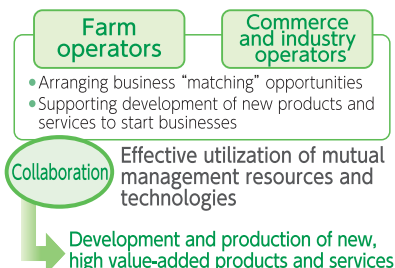 Farm
operators
Commerce
and industry
operators
•Arranging business “matching” opportunities
•Supporting development of new products and
services to start businesses
Collaboration
Effective utilization of mutual
management resources and
technologies
Development and production of new,
high value-added products and services